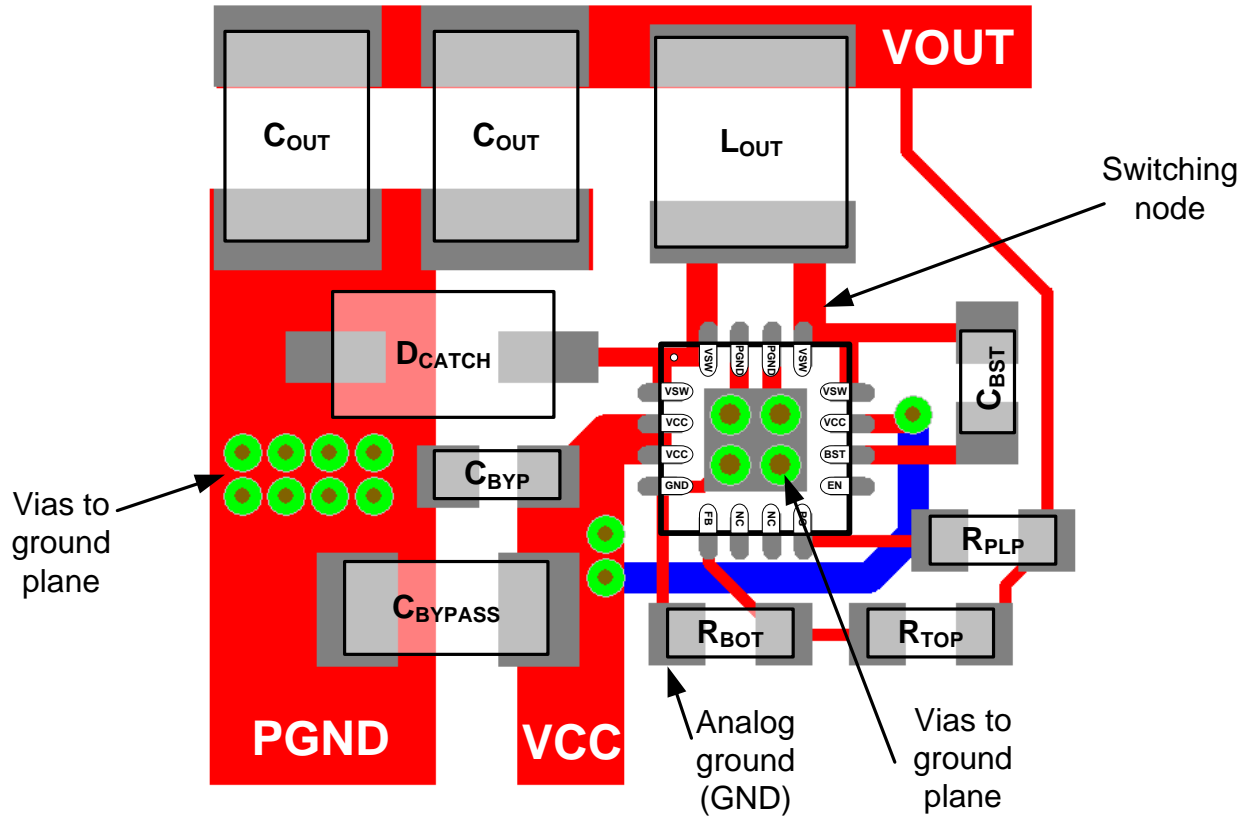 VOUT
COUT
COUT
LOUT
Switching
node
DCATCH
CBST
VSW
PGND
PGND
VSW
VSW
VCC
VCC
GND
VSW
VCC
BST
EN
FB
NC
NC
CBYP
Vias to
ground
plane
RPLP
CBYPASS
RBOT
RTOP
PGND
VCC
Analog
ground
(GND)
Vias to
ground
plane